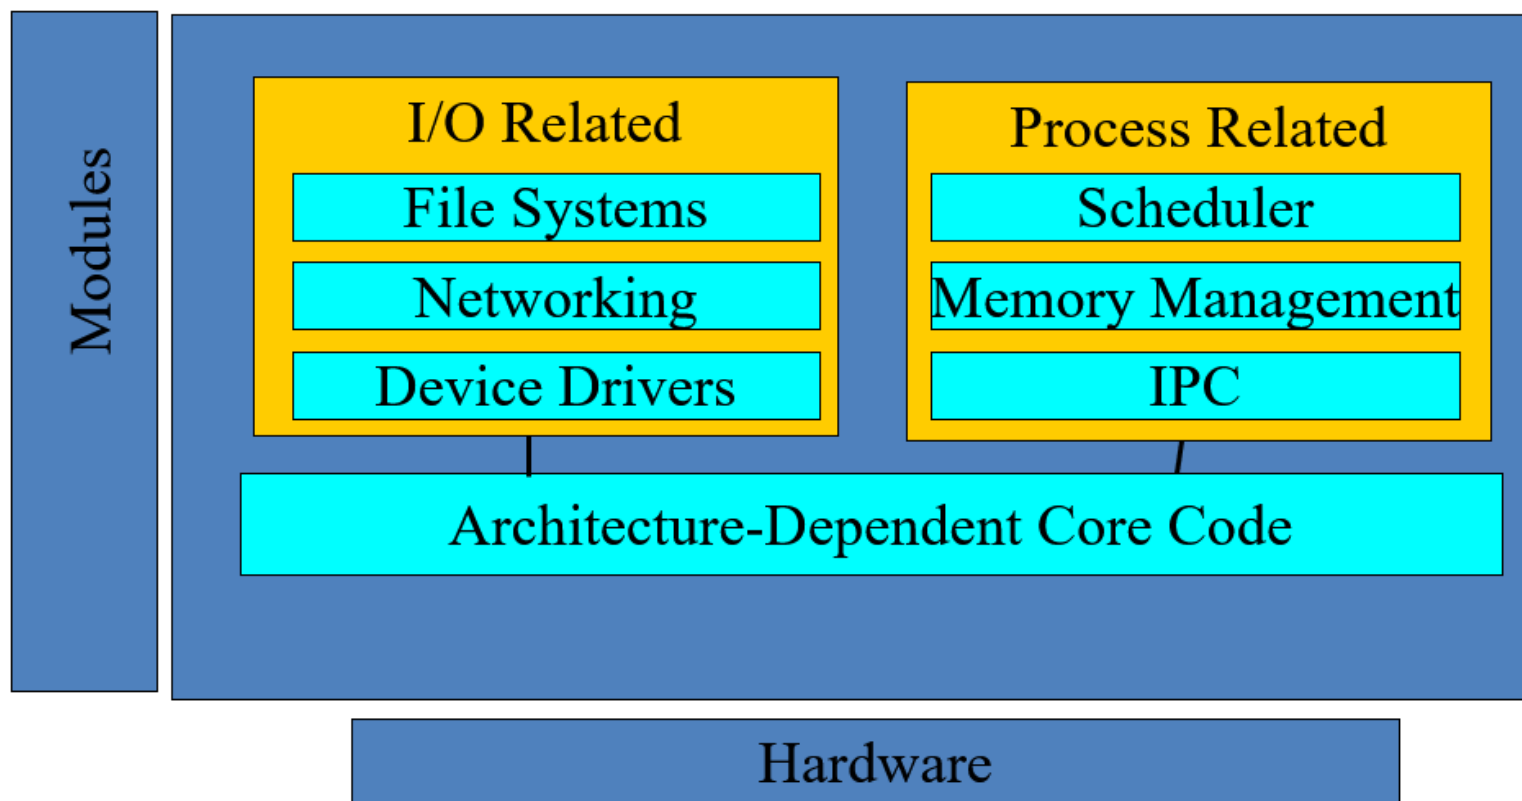 Modules
I/O Related
File Systems
Networking
Device Drivers
Process Related
Scheduler
Memory Management
IPC
Architecture-Dependent Core Code
Hardware